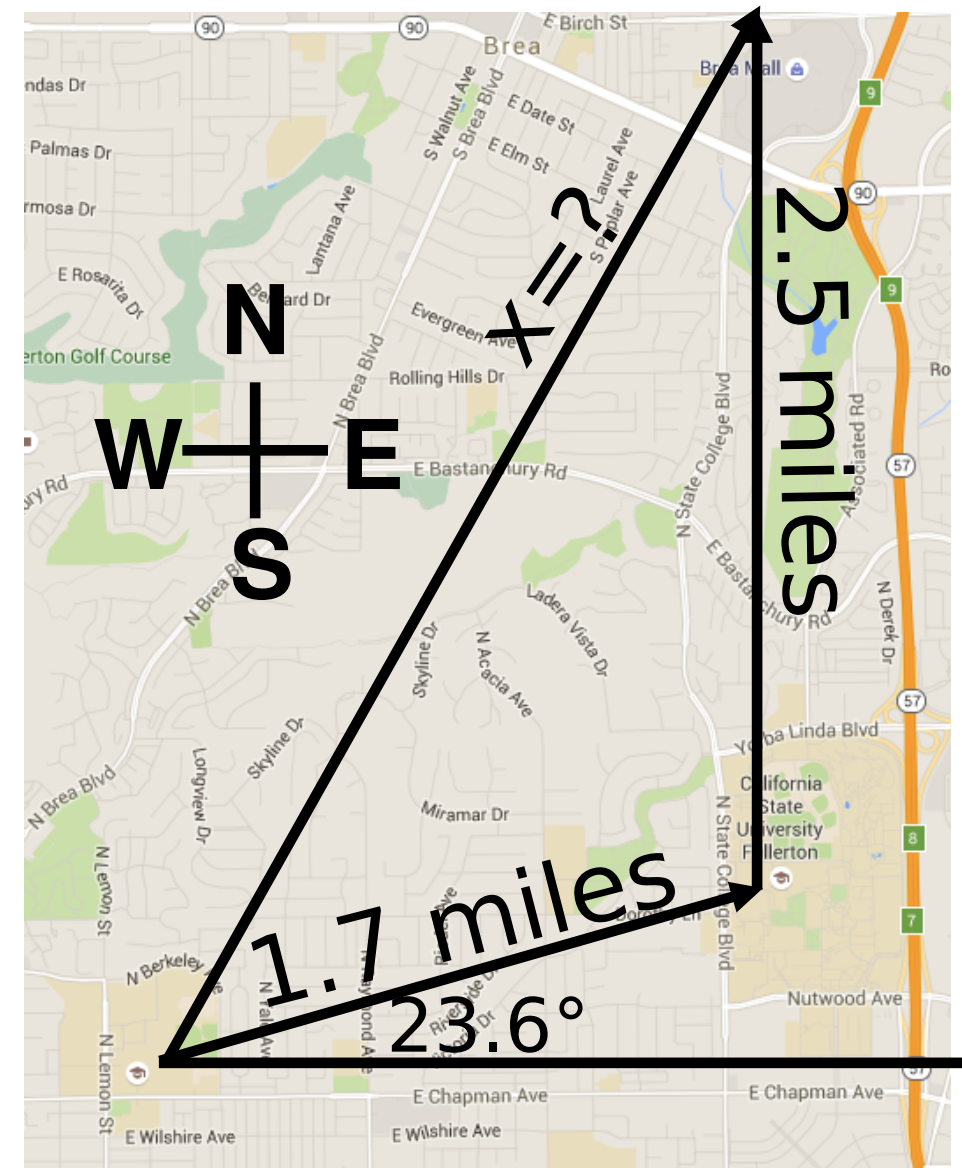 90
90
E Birch St
Brea
Brea Mall
ndas Dr
9
S Walnut Ave
S Brea Blvd
E Date St
Palmas Dr
E Elm St
Laurel Ave
S Poplar Ave
90
rmosa Dr
Lantana Ave
x=?
2.5 miles
E Rosarita Dr
9
N
Evergreen Ave
erton Golf Course
N Brea Blvd
Rolling Hills Dr
Ro
W
E
N State College Blvd
Associated Rd
E Bastanchury Rd
57
ury Rd
S
E Bastanchury Rd
N Brea Blvd
Ladera Vista Dr
N Derek Dr
Skyline Dr
N Acacia Ave
57
Skyline Dr
Yorba Linda Blvd
Longview Dr
N Brea Blvd
California
State
University
Fullerton
Miramar Dr
N State College Blvd
8
N Lemon St
1.7 miles
Dorothy Ln
7
N Berkeley Ave
N Raymond Ave
23.6°
Nutwood Ave
N Lemon St
57
E Chapman Ave
E Chapman Ave
E Wilshire Ave
E Wilshire Ave